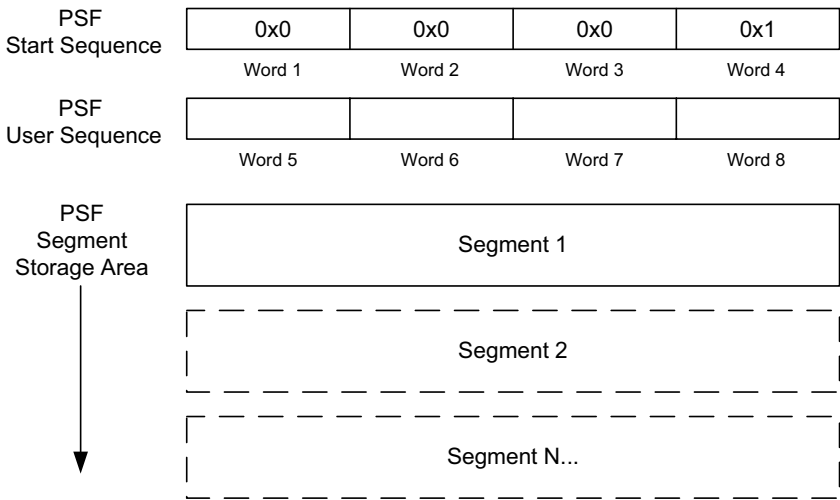 PSF
Start Sequence
0x0 0x0 0x0 0x1
Word 1 Word 2 Word 3 Word 4
PSF
User Sequence
Word 5 Word 6 Word 7 Word 8
PSF
Segment
Storage Area
Segment 1
Segment 2
Segment N...